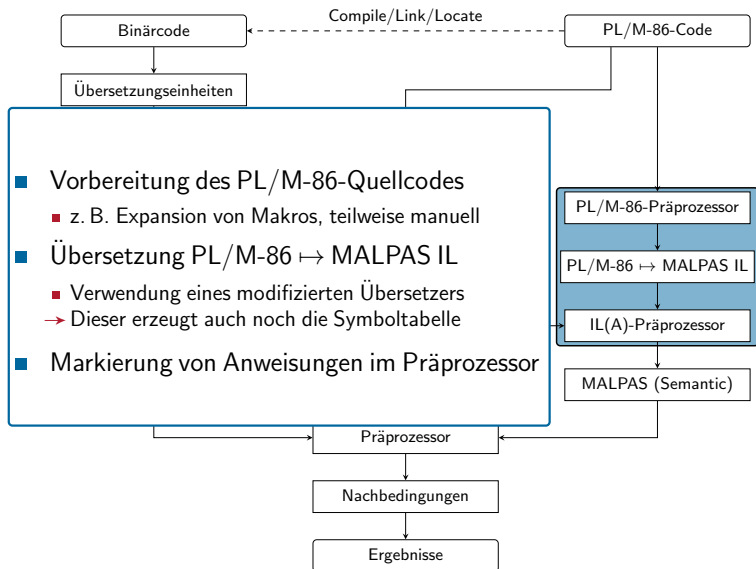 Compile/Link/Locate
Binärcode
PL/M-86-Code
Übersetzungseinheiten
Vorbereitung des PL/M-86-Quellcodes
z. B. Expansion von Makros, teilweise manuell
Übersetzung PL/M-86 ↦ MALPAS IL
Verwendung eines modifizierten Übersetzers
→ Dieser erzeugt auch noch die Symboltabelle
Markierung von Anweisungen im Präprozessor
PL/M-86-Präprozessor
PL/M-86 ↦ MALPAS IL
IL(A)-Präprozessor
MALPAS (Semantic)
Präprozessor
Nachbedingungen
Ergebnisse